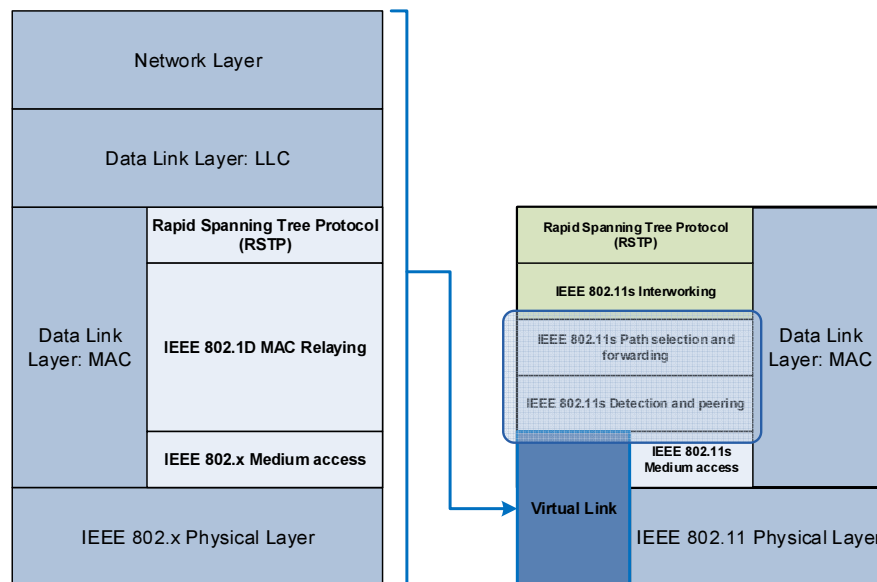 Network Layer
Data Link Layer: LLC
Rapid Spanning Tree Protocol
(RSTP)
Data Link
Layer: MAC
IEEE 802.1D MAC Relaying
IEEE 802.x Medium access
IEEE 802.x Physical Layer
Rapid Spanning Tree Protocol
(RSTP)
IEEE 802.11s Interworking
IEEE 802.11s Path selection and
forwarding
IEEE 802.11s Detection and peering
Data Link
Layer: MAC
IEEE 802.11s
Medium access
Virtual Link
IEEE 802.11 Physical Layer